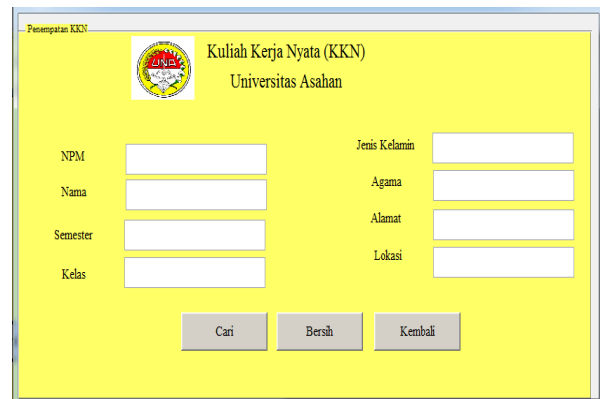 Penempatan KKN
UNA
Kuliah Kerja Nyata (KKN)
Universitas Asahan
NPM
Nama
Semester
Kelas
Jenis Kelamin
Agama
Alamat
Lokasi
Cari
Bersih
Kembali